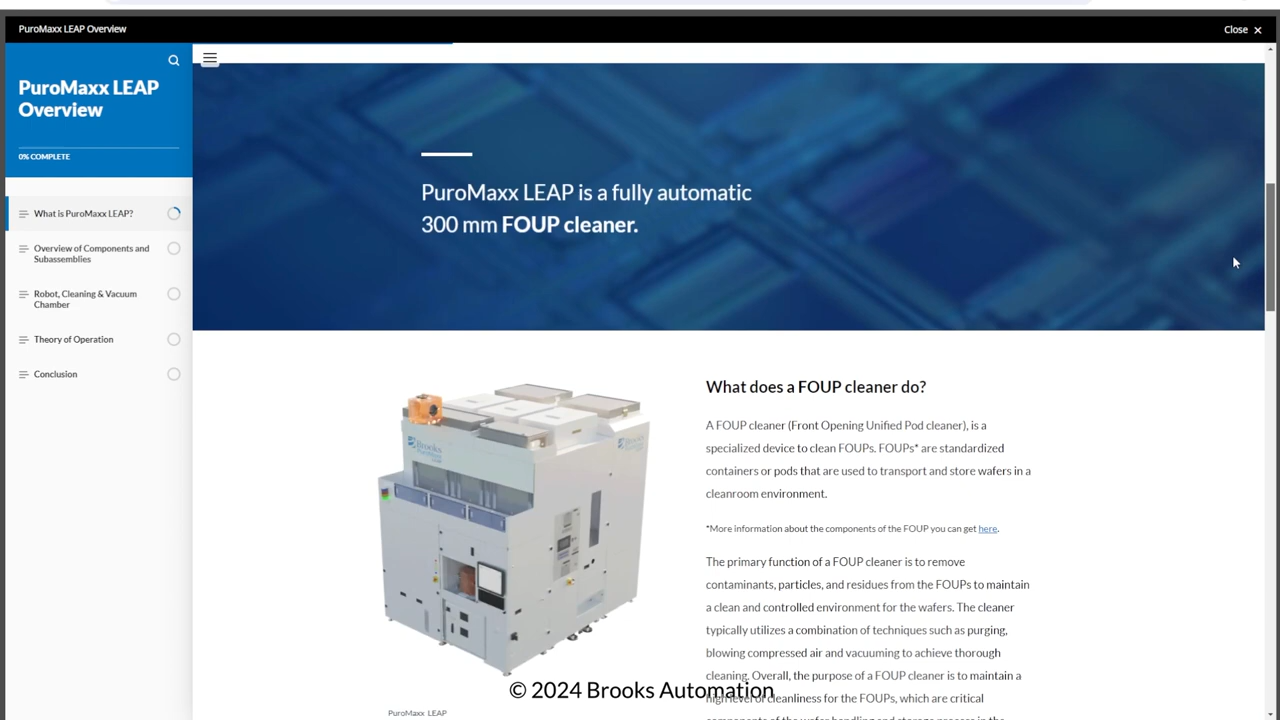 PuroMaxx LEAP Overview
Close
PuroMaxx LEAP
Overview
0% COMPLETE
What is PuroMaxx LEAP?
Overview of Components and
Subassemblies
Robot, Cleaning & Vacuum
Chamber
Theory of Operation
Conclusion
PuroMaxx LEAP is a fully automatic
300 mm FOUP cleaner.
Brooks
Brooks
PuroMaxx LEAP
What does a FOUP cleaner do?
A FOUP cleaner (Front Opening Unified Pod cleaner), is a
specialized device to clean FOUPs. FOUPs* are standardized
containers or pods that are used to transport and store wafers in a
cleanroom environment.
*More information about the components of the FOUP you can get here.
The primary function of a FOUP cleaner is to remove
contaminants, particles, and residues from the FOUPs to maintain
a clean and controlled environment for the wafers. The cleaner
typically utilizes a combination of techniques such as purging,
blowing compressed air and vacuuming to achieve thorough
cleaning. Overall, the purpose of a FOUP cleaner is to maintain a
high level of cleanliness for the FOUPs, which are critical
© 2024 Brooks Automation